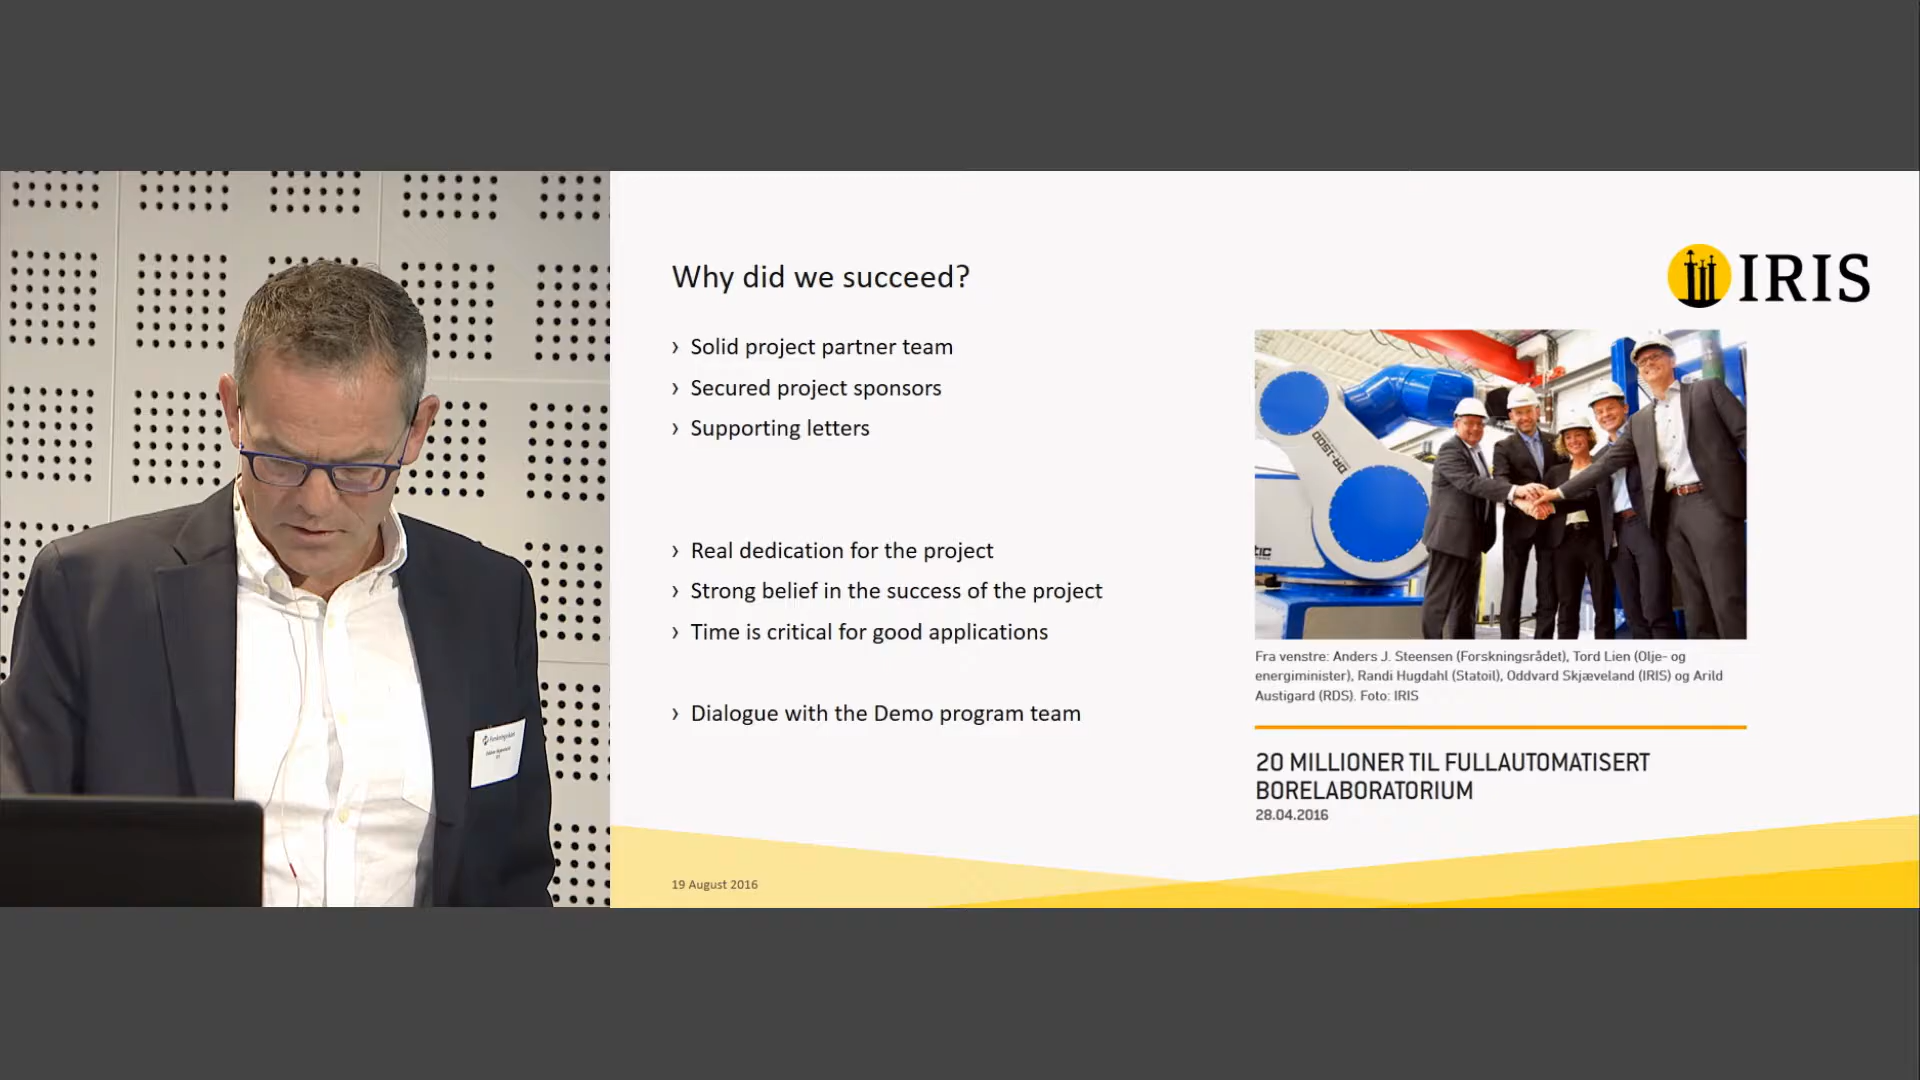 Why did we succeed?
IRIS
› Solid project partner team
› Secured project sponsors
› Supporting letters
› Real dedication for the project
› Strong belief in the success of the project
› Time is critical for good applications
› Dialogue with the Demo program team
DR-1500
Fra venstre: Anders J. Steensen (Forskningsrådet), Tord Lien (Olje- og
energiminister), Randi Hugdahl (Statoil), Oddvard Skjæveland (IRIS) og Arild
Austigard (RDS). Foto: IRIS
20 MILLIONER TIL FULLAUTOMATISERT
BORELABORATORIUM
28.04.2016
19 August 2016
Forskningsrådet